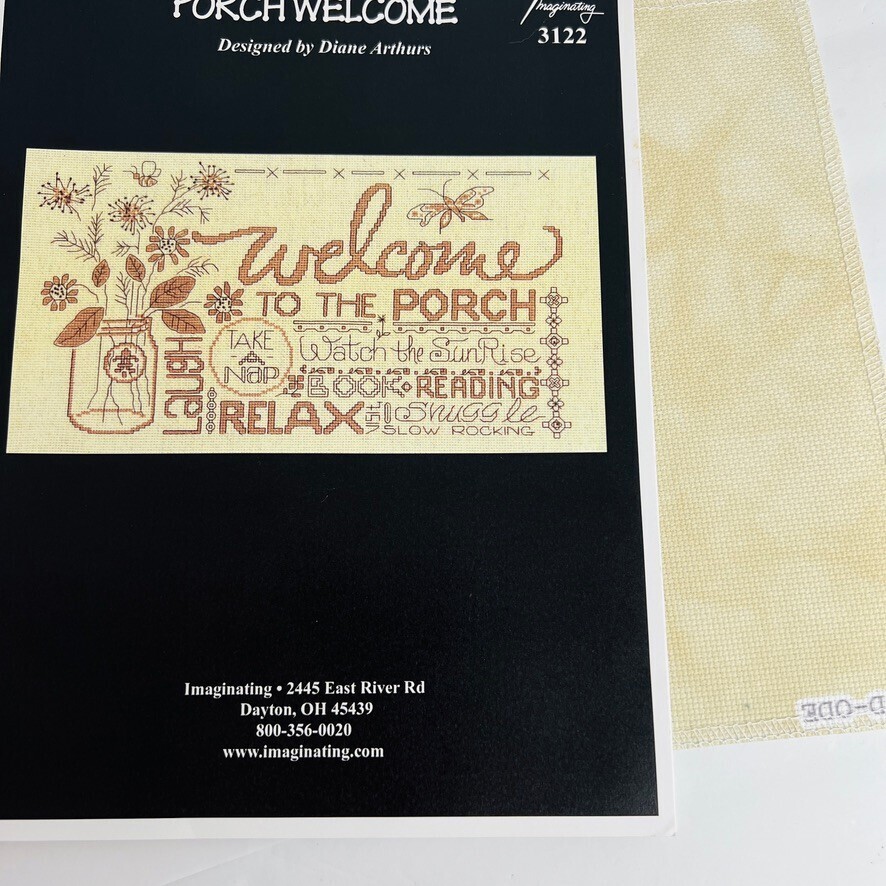 PORCH WELCOME
Designed by Diane Arthurs
Imaginating
3122
welcome
TO THE PORCH
TAKE
A
NAP
Watch the SunRise
Laugh
BOOK READING
RELAX
Snuggle
SLOW ROCKING
Imaginating • 2445 East River Rd
Dayton, OH 45439
800-356-0020
www.imaginating.com